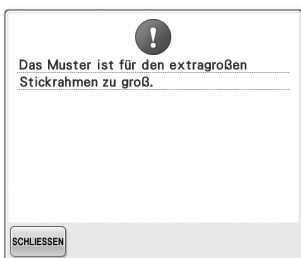 Das Muster ist für den extragroßen
Stickrahmen zu groß.
SCHLIESSEN